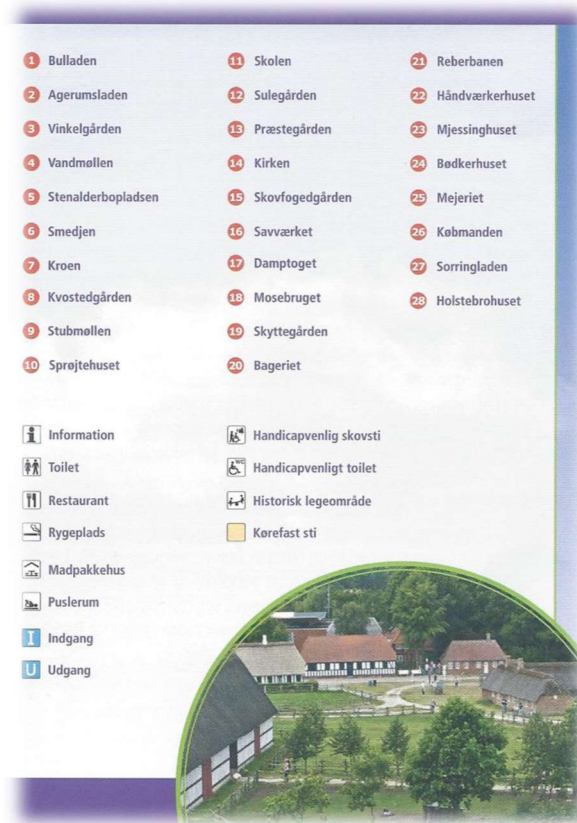 1 Bulladen
2 Agerumsladen
3 Vinkelgården
4 Vandmøllen
5 Stenalderbopladsen
6 Smedjen
7 Kroen
8 Kvostedgården
9 Stubmøllen
10 Sprøjtehuset
11 Skolen
12 Sulegården
13 Præstegården
14 Kirken
15 Skovfogedgården
16 Savværket
17 Damptoget
18 Mosebruget
19 Skyttegården
20 Bageriet
21 Reberbanen
22 Håndværkerhuset
23 Mjessinghuset
24 Bødkerhuset
25 Mejeriet
26 Købmanden
27 Sorringladen
28 Holstebrohuset
i Information
Toilet
Restaurant
Rygeplads
Madpakkehus
Puslerum
I Indgang
U Udgang
Handicapvenlig skovsti
WC Handicapvenligt toilet
Historisk legeområde
Kørefast sti